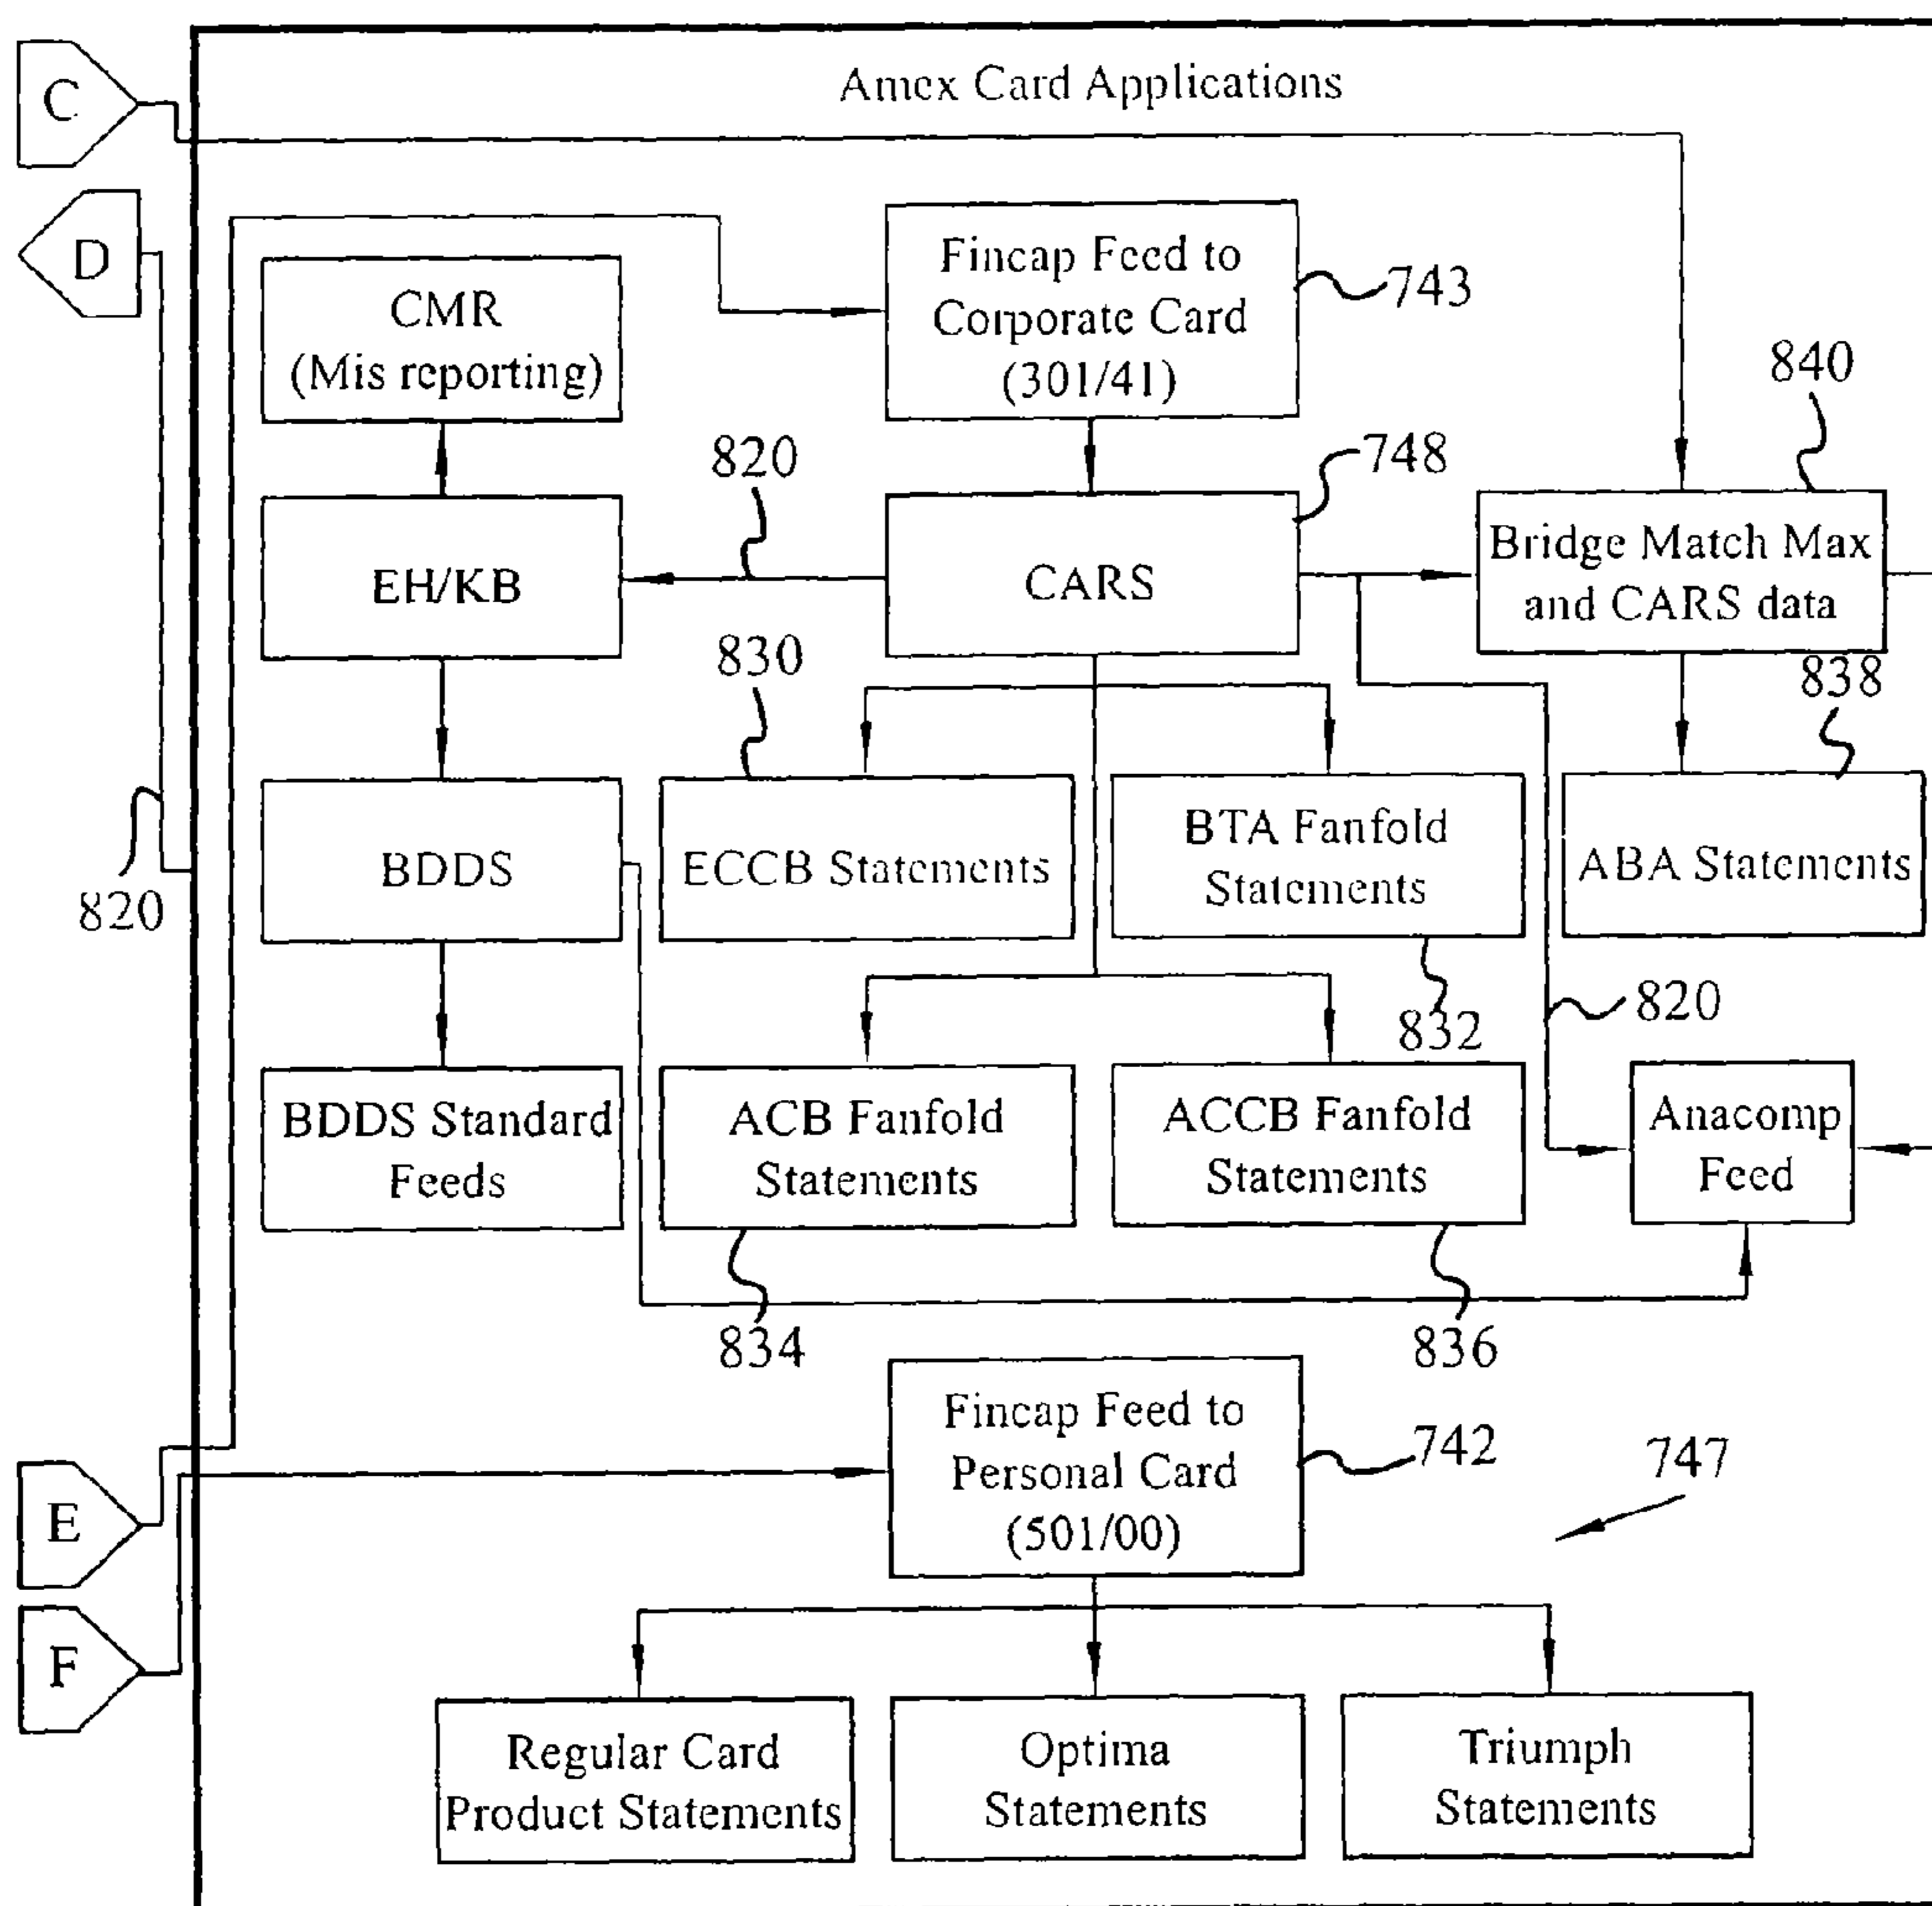 C
Amex Card Applications
D
CMR
(Mis reporting)
Fincap Feed to
Corporate Card
(301/41)
743
840
820
748
EH/KB
CARS
Bridge Match Max
and CARS data
830
838
BDDS
ECCB Statements
BTA Fanfold
Statements
ABA Statements
820
832
820
BDDS Standard
Feeds
ACB Fanfold
Statements
ACCB Fanfold
Statements
Anacomp
Feed
834
836
E
Fincap Feed to
Personal Card
(501/00)
742
747
F
Regular Card
Product Statements
Optima
Statements
Triumph
Statements